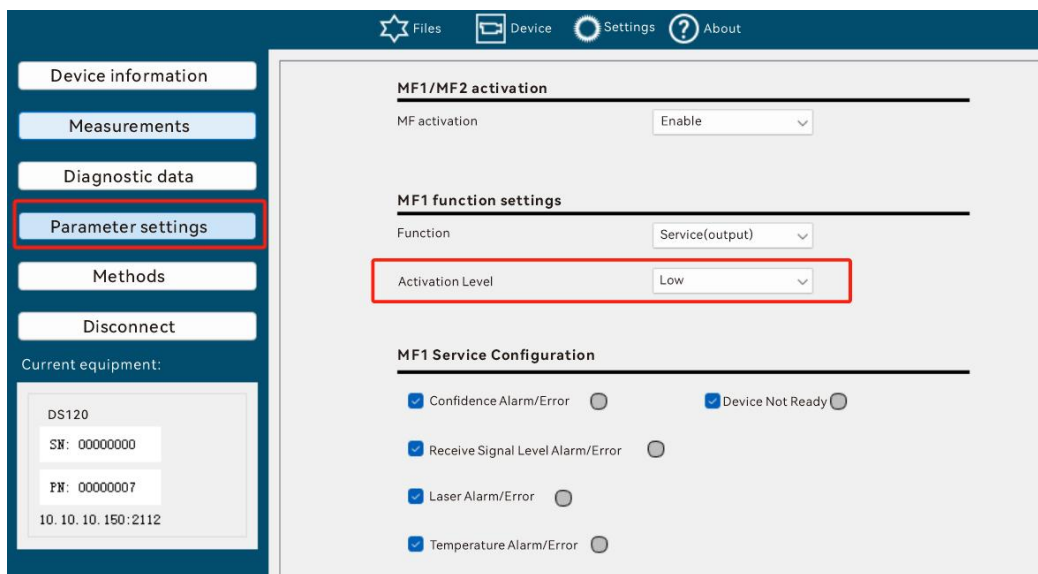 Files Device Settings About
Device information
Measurements
Diagnostic data
Parameter settings
Methods
Disconnect
Current equipment:
DS120
SN: 00000000
PN: 00000007
10.10.10.150:2112
MF1/MF2 activation
MF activation Enable
MF1 function settings
Function Service(output)
Activation Level Low
MF1 Service Configuration
Confidence Alarm/Error Device Not Ready
Receive Signal Level Alarm/Error
Laser Alarm/Error
Temperature Alarm/Error